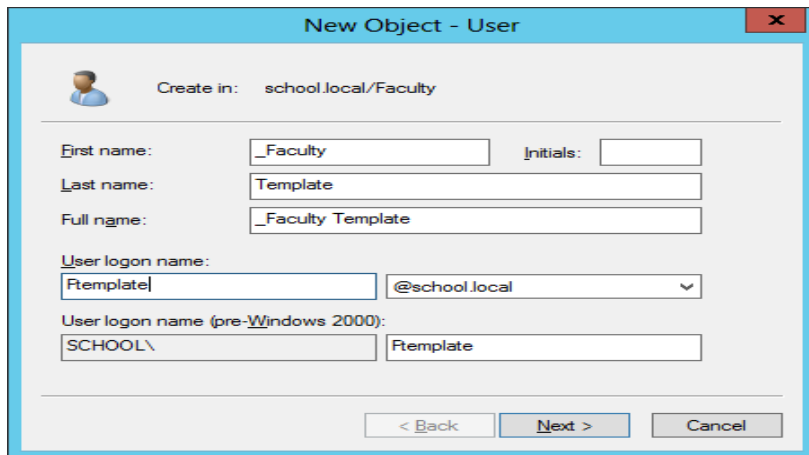 New Object - User
x
Create in: school.local/Faculty
First name: _Faculty Initials:
Last name: Template
Full name: _Faculty Template
User logon name:
Ftemplate @school.local
User logon name (pre-Windows 2000):
SCHOOL\ Ftemplate
< Back Next > Cancel